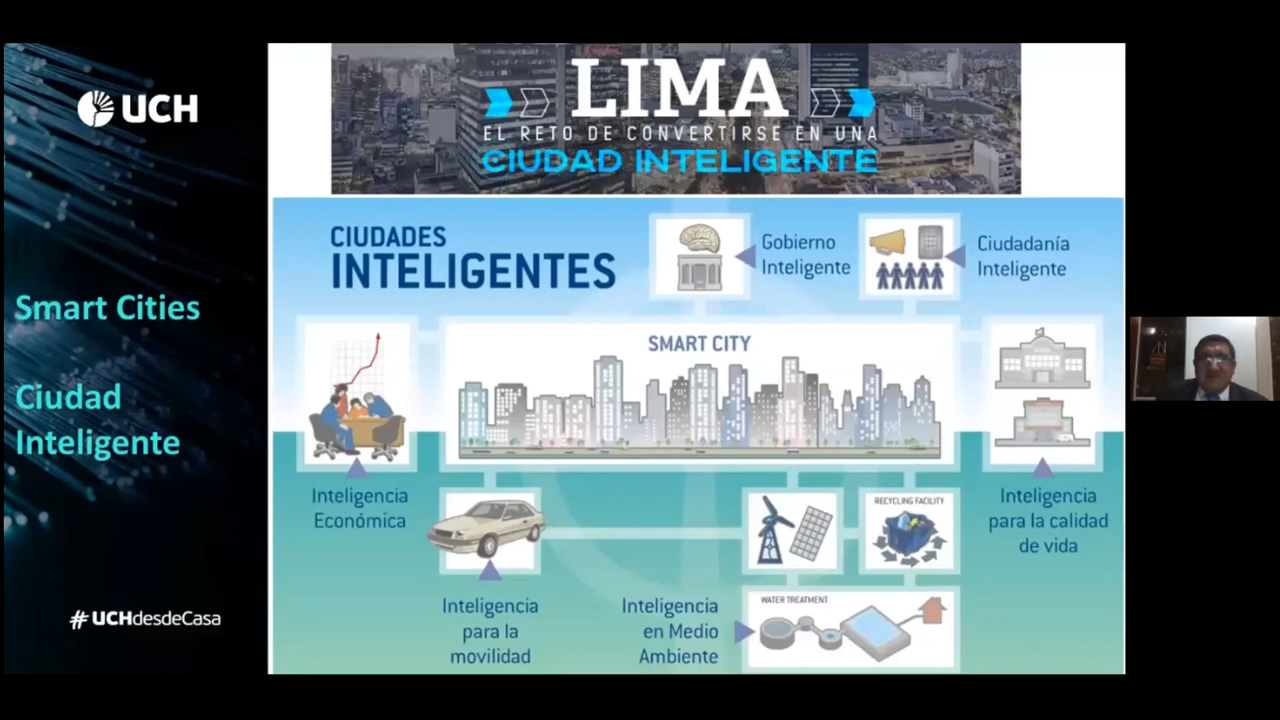 UCH
Smart Cities
Ciudad
Inteligente
#UCHdesdeCasa
LIMA
EL RETO DE CONVERTIRSE EN UNA
CIUDAD INTELIGENTE
CIUDADES
INTELIGENTES
Gobierno
Inteligente
Ciudadanía
Inteligente
SMART CITY
Inteligencia
Económica
Inteligencia
para la calidad
de vida
RECYCLING FACILITY
Inteligencia
para la
movilidad
Inteligencia
en Medio
Ambiente
WATER TREATMENT